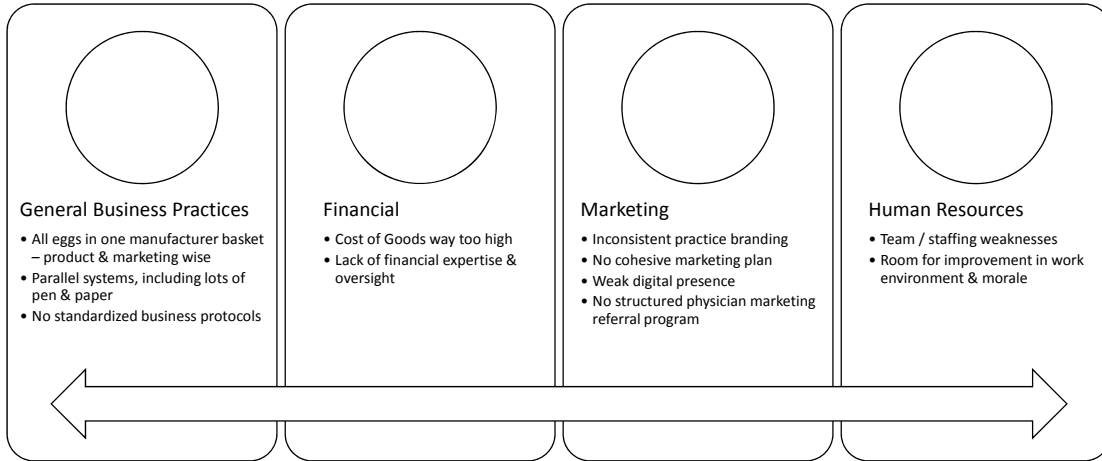 General Business Practices
• All eggs in one manufacturer basket
– product & marketing wise
• Parallel systems, including lots of
pen & paper
• No standardized business protocols
Financial
• Cost of Goods way too high
• Lack of financial expertise &
oversight
Marketing
• Inconsistent practice branding
• No cohesive marketing plan
• Weak digital presence
• No structured physician marketing
referral program
Human Resources
• Team / staffing weaknesses
• Room for improvement in work
environment & morale